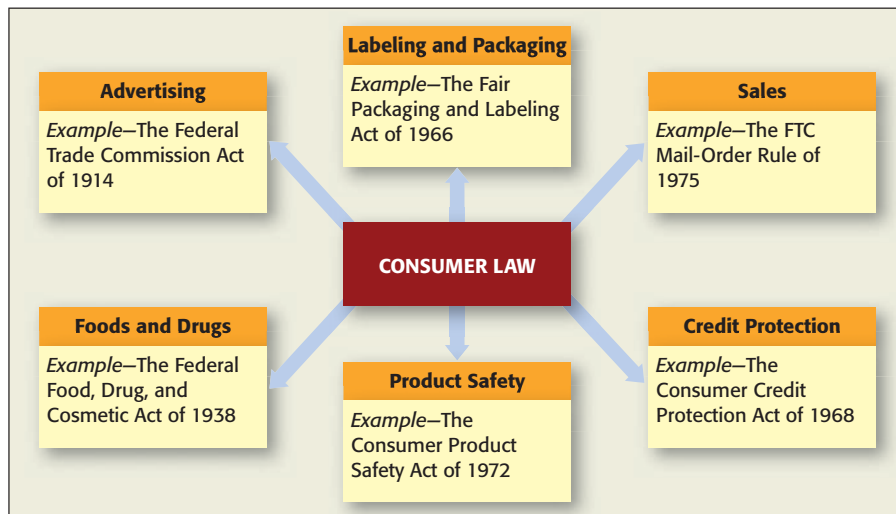 Labeling and Packaging
Example—The Fair
Packaging and Labeling
Act of 1966
Advertising
Example—The Federal
Trade Commission Act
of 1914
Sales
Example—The FTC
Mail-Order Rule of
1975
CONSUMER LAW
Foods and Drugs
Example—The Federal
Food, Drug, and
Cosmetic Act of 1938
Product Safety
Example—The
Consumer Product
Safety Act of 1972
Credit Protection
Example—The
Consumer Credit
Protection Act of 1968